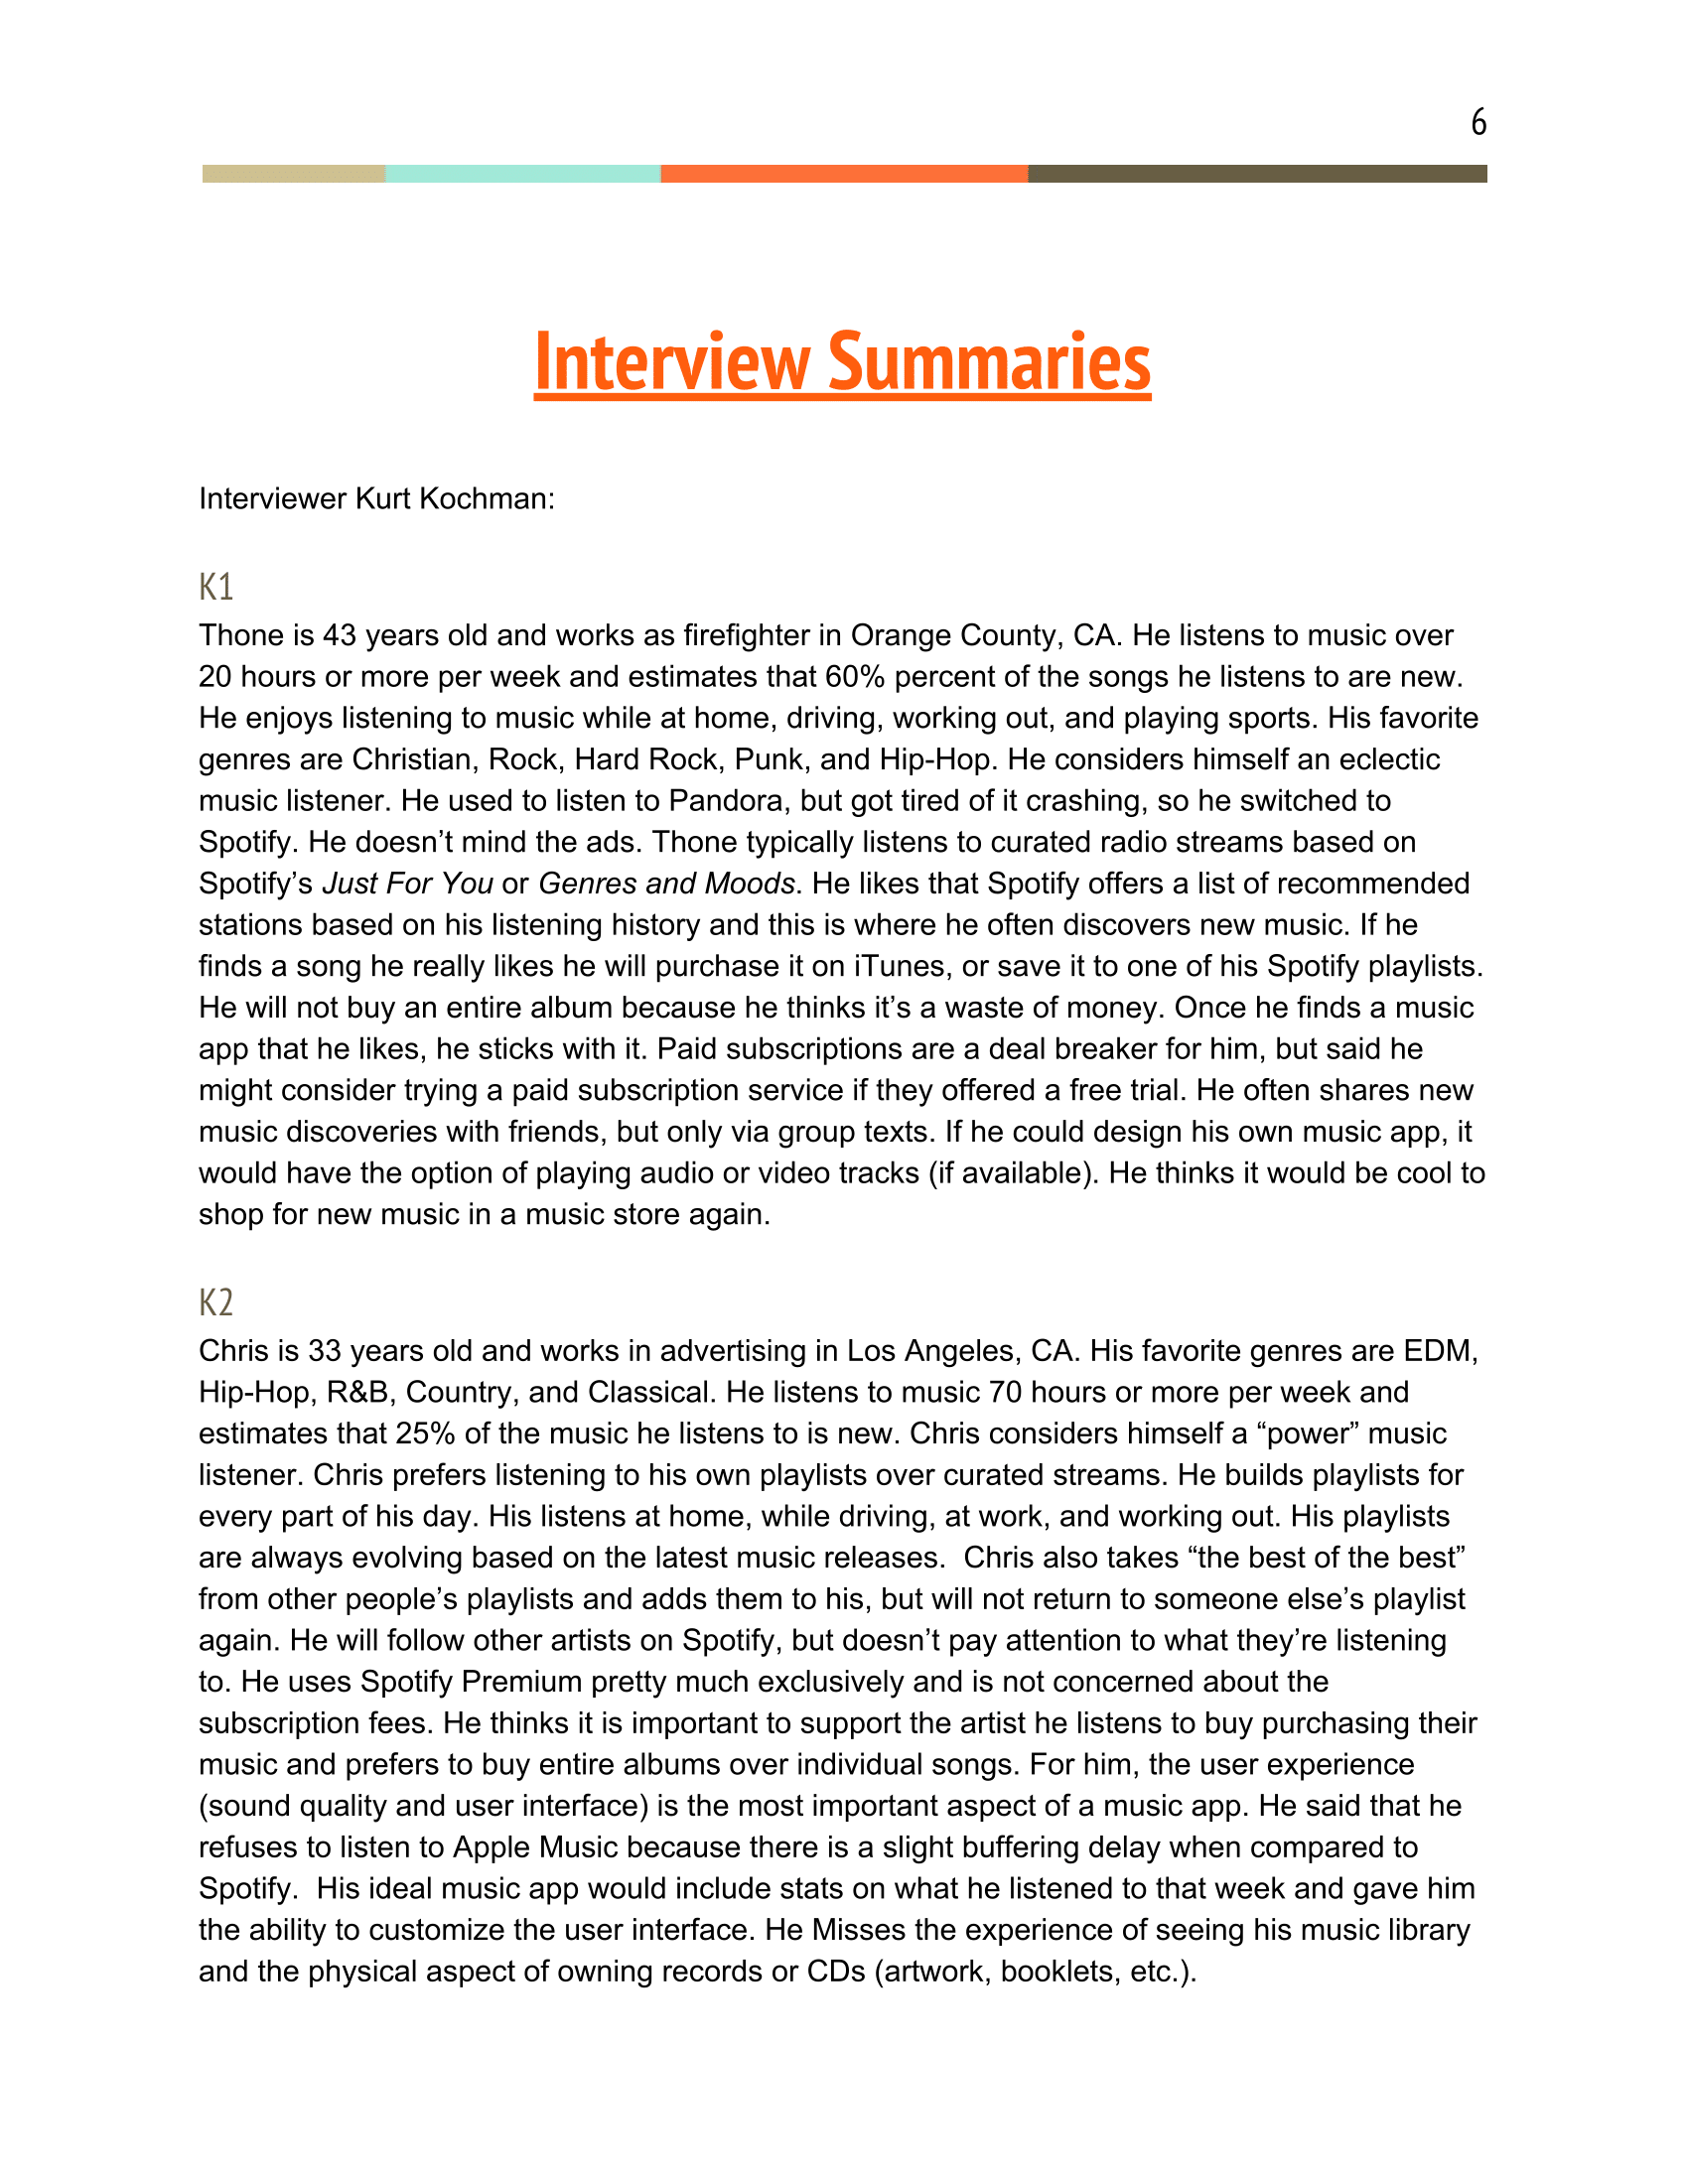 6
Interview Summaries
Interviewer Kurt Kochman:
K1
Thone is 43 years old and works as firefighter in Orange County, CA. He listens to music over
20 hours or more per week and estimates that 60% percent of the songs he listens to are new.
He enjoys listening to music while at home, driving, working out, and playing sports. His favorite
genres are Christian, Rock, Hard Rock, Punk, and Hip-Hop. He considers himself an eclectic
music listener. He used to listen to Pandora, but got tired of it crashing, so he switched to
Spotify. He doesn’t mind the ads. Thone typically listens to curated radio streams based on
Spotify’s Just For You or Genres and Moods. He likes that Spotify offers a list of recommended
stations based on his listening history and this is where he often discovers new music. If he
finds a song he really likes he will purchase it on iTunes, or save it to one of his Spotify playlists.
He will not buy an entire album because he thinks it’s a waste of money. Once he finds a music
app that he likes, he sticks with it. Paid subscriptions are a deal breaker for him, but said he
might consider trying a paid subscription service if they offered a free trial. He often shares new
music discoveries with friends, but only via group texts. If he could design his own music app, it
would have the option of playing audio or video tracks (if available). He thinks it would be cool to
shop for new music in a music store again.
K2
Chris is 33 years old and works in advertising in Los Angeles, CA. His favorite genres are EDM,
Hip-Hop, R&B, Country, and Classical. He listens to music 70 hours or more per week and
estimates that 25% of the music he listens to is new. Chris considers himself a “power” music
listener. Chris prefers listening to his own playlists over curated streams. He builds playlists for
every part of his day. His listens at home, while driving, at work, and working out. His playlists
are always evolving based on the latest music releases.  Chris also takes “the best of the best”
from other people’s playlists and adds them to his, but will not return to someone else’s playlist
again. He will follow other artists on Spotify, but doesn’t pay attention to what they’re listening
to. He uses Spotify Premium pretty much exclusively and is not concerned about the
subscription fees. He thinks it is important to support the artist he listens to buy purchasing their
music and prefers to buy entire albums over individual songs. For him, the user experience
(sound quality and user interface) is the most important aspect of a music app. He said that he
refuses to listen to Apple Music because there is a slight buffering delay when compared to
Spotify.  His ideal music app would include stats on what he listened to that week and gave him
the ability to customize the user interface. He Misses the experience of seeing his music library
and the physical aspect of owning records or CDs (artwork, booklets, etc.).